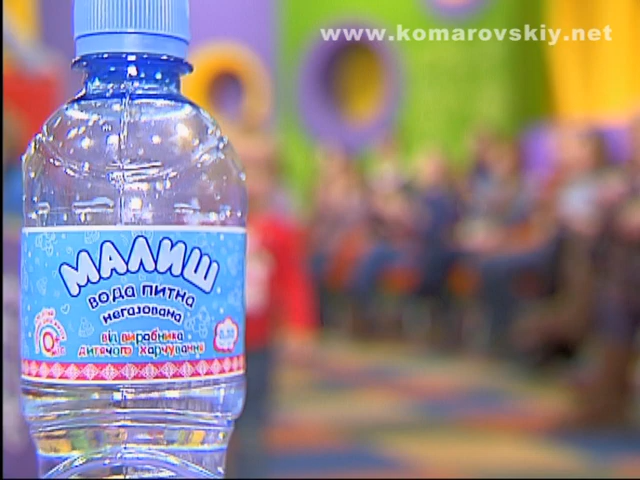 www.komarovskiy.net
МАЛИШ
вода питна
негазована
від виробника
дитячого харчування